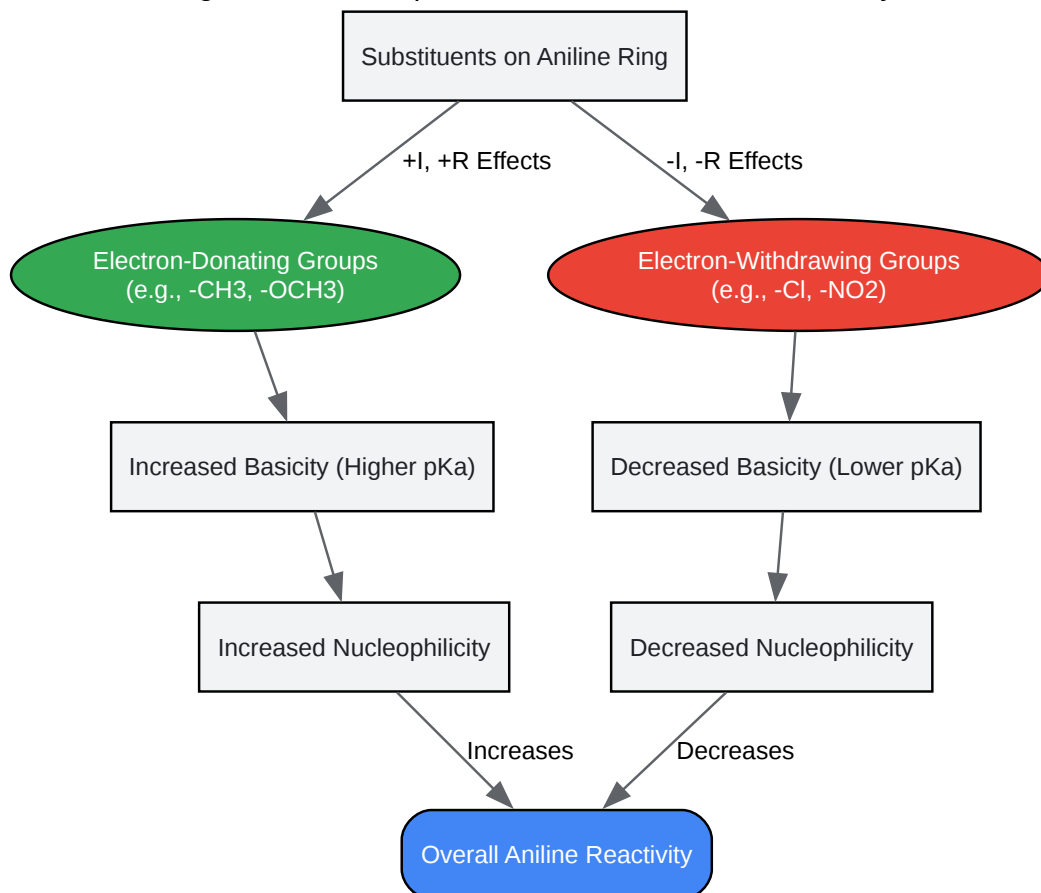 Substituents on Aniline Ring
+I, +R Effects
-I, -R Effects
Electron-Donating Groups
(e.g., -CH3, -OCH3)
Electron-Withdrawing Groups
(e.g., -Cl, -NO2)
Increased Basicity (Higher pKa)
Decreased Basicity (Lower pKa)
Increased Nucleophilicity
Decreased Nucleophilicity
Increases
Decreases
Overall Aniline Reactivity